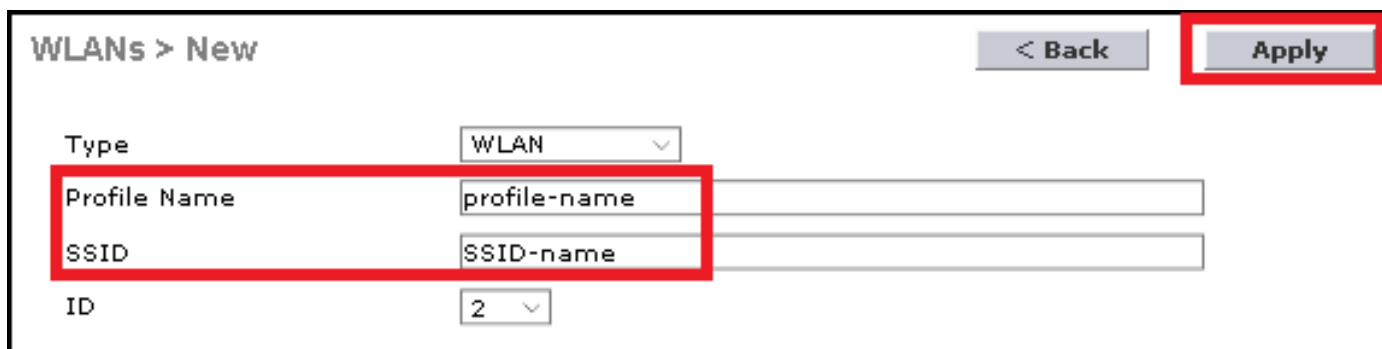 WLANs > New < Back Apply
Type WLAN
Profile Name profile-name
SSID SSID-name
ID 2